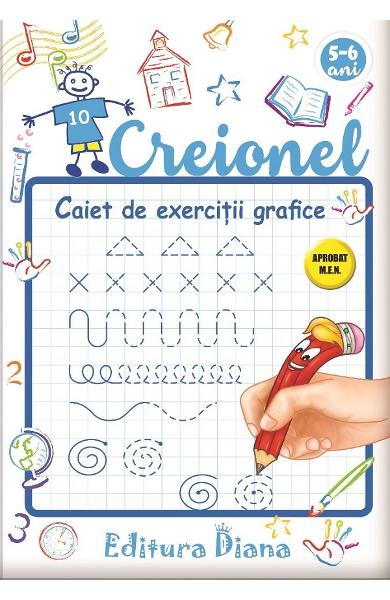 5-6
ani
10
Creionel
Caiet de exerciții grafice
APROBAT
M.E.N.
2
3
Editura Diana